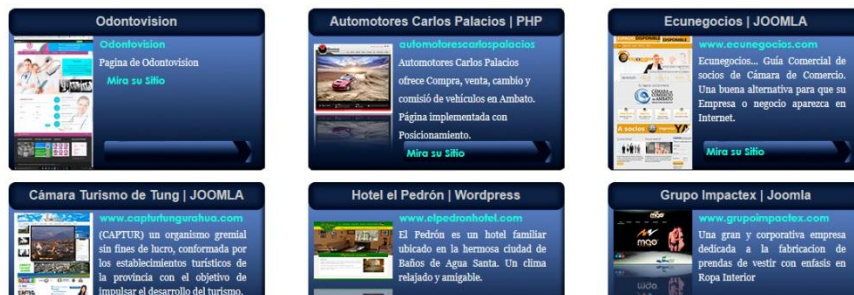 Odontovision
Odontovision
Pagina de Odontovision
Mira su Sitio
Automotores Carlos Palacios | PHP
automotorescarlospalacios
Automotores Carlos Palacios
ofrece Compra, venta, cambio y
comisió de vehículos en Ambato.
Página implementada con
Posicionamiento.
Mira su Sitio
Ecunegocios | JOOMLA
www.ecunegocios.com
Ecunegocios... Guía Comercial de
socios de Cámara de Comercio.
Una buena alternativa para que su
Empresa o negocio aparezca en
Internet.
Mira su Sitio
Cámara Turismo de Tung | JOOMLA
www.capturtungurahua.com
(CAPTUR) un organismo gremial
sin fines de lucro, conformada por
los establecimientos turísticos de
la provincia con el objetivo de
impulsar el desarrollo del turismo.
Hotel el Pedrón | Wordpress
www.elpedronhotel.com
El Pedrón es un hotel familiar
ubicado en la hermosa ciudad de
Baños de Agua Santa. Un clima
relajado y amigable.
Grupo Impactex | Joomla
www.grupoimpactex.com
Una gran y corporativa empresa
dedicada a la fabricacion de
prendas de vestir con enfasis en
Ropa Interior